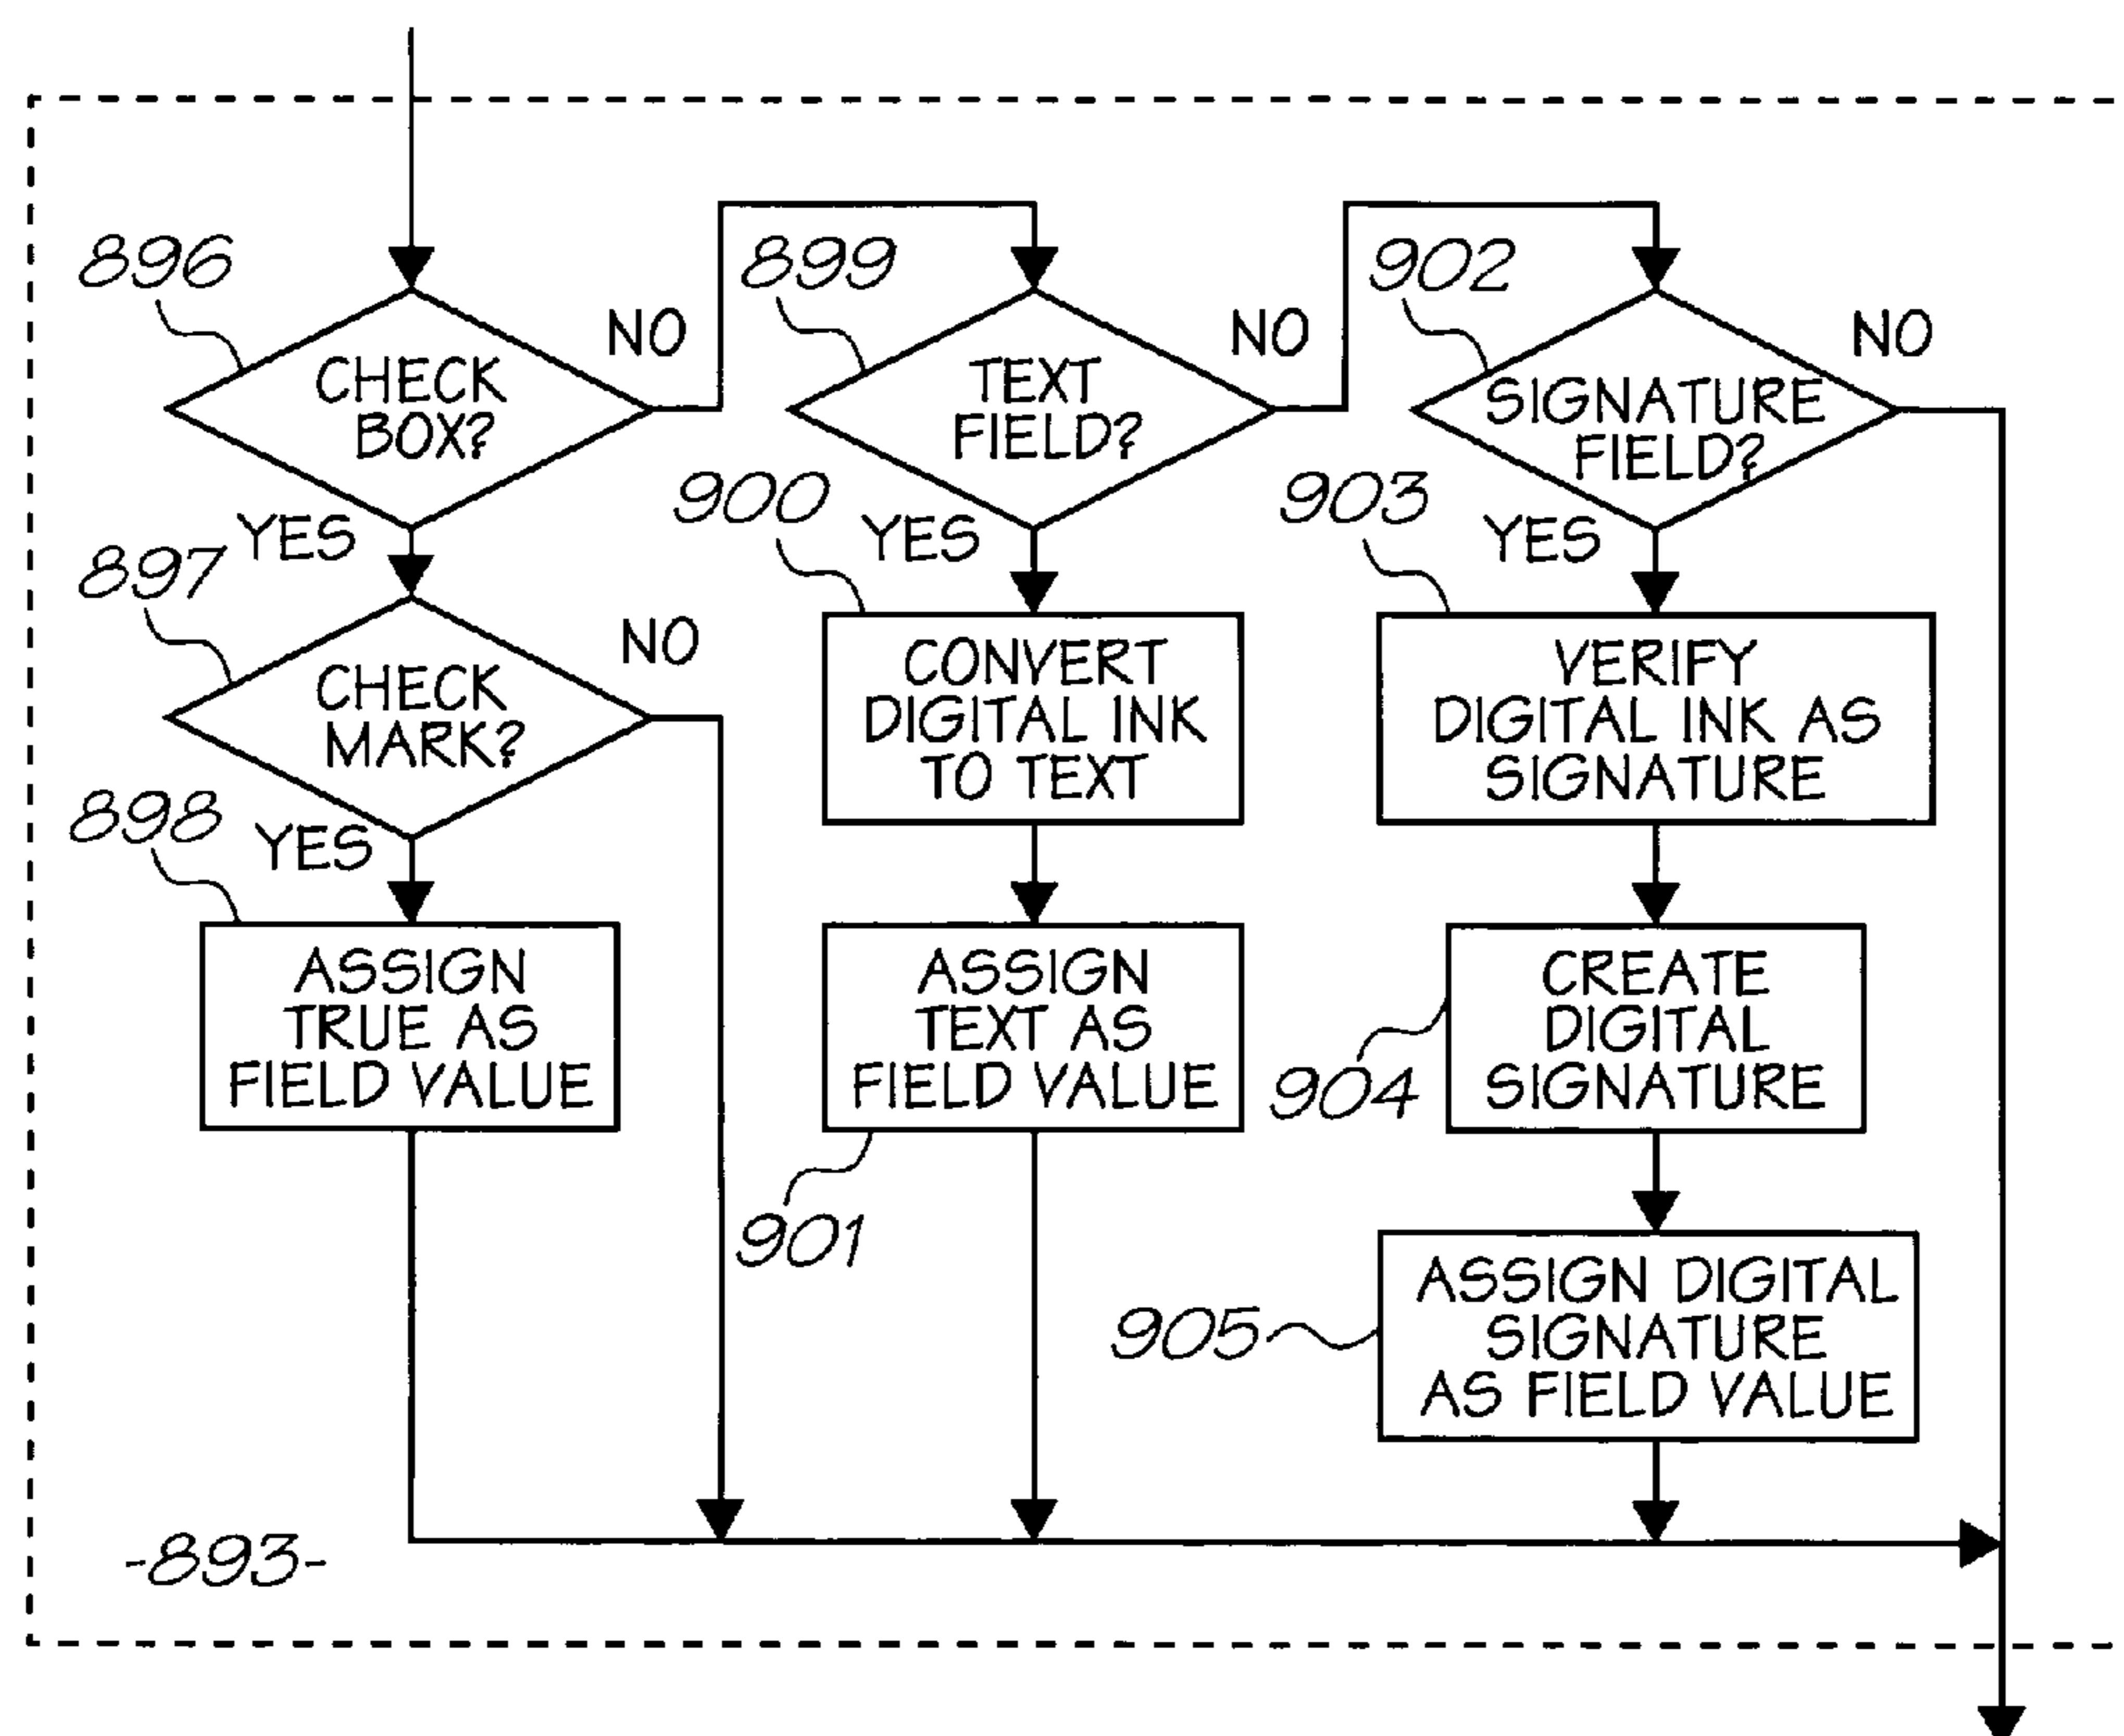 896
CHECK
BOX?
NO
YES
897
CHECK
MARK?
NO
YES
898
ASSIGN
TRUE AS
FIELD VALUE
899
TEXT
FIELD?
NO
YES
900
CONVERT
DIGITAL INK
TO TEXT
ASSIGN
TEXT AS
FIELD VALUE
901
902
SIGNATURE
FIELD?
NO
YES
903
VERIFY
DIGITAL INK AS
SIGNATURE
CREATE
DIGITAL
SIGNATURE
904
ASSIGN DIGITAL
SIGNATURE
AS FIELD VALUE
905
-893-